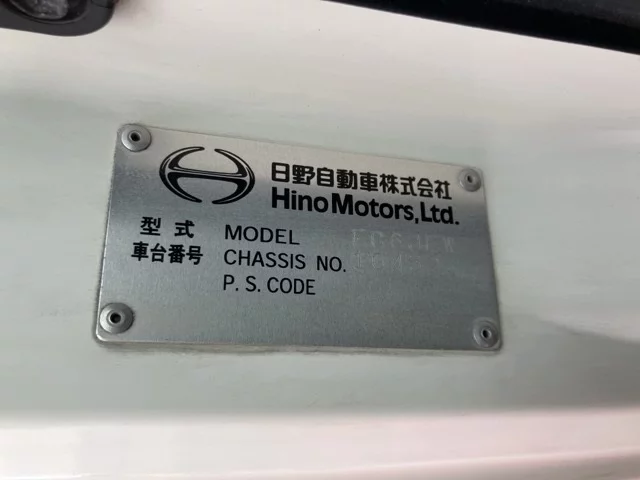 日野自動車株式会社
Hino Motors, Ltd.
型式 MODEL
車台番号 CHASSIS NO.
P.S.CODE